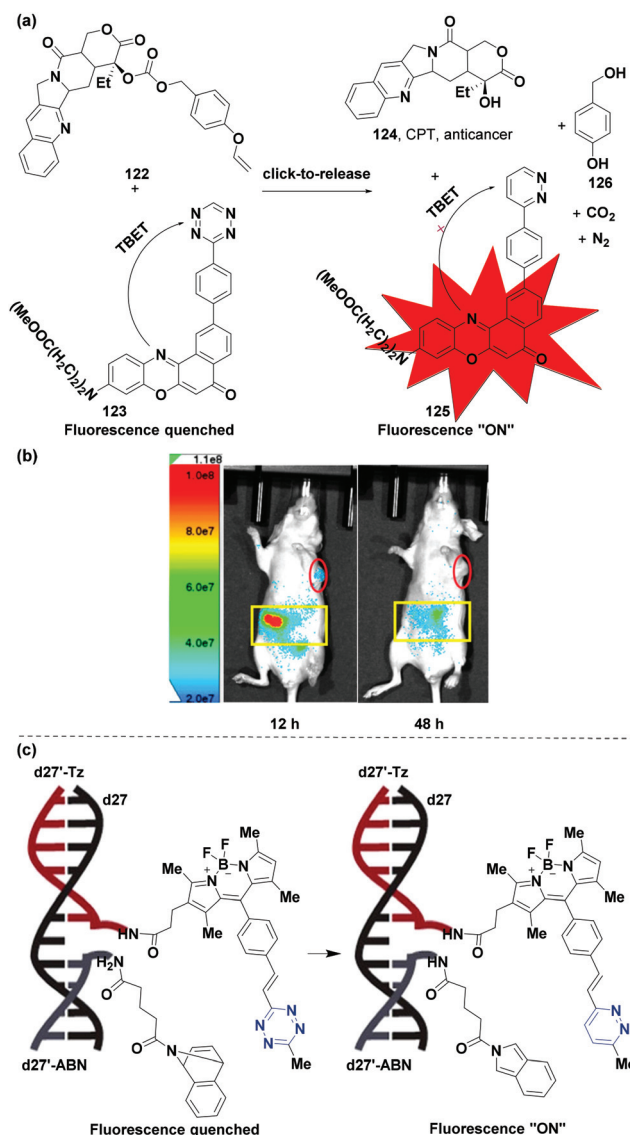 (a)
O
N
O
O
Et
O
O
O
N
O
122
+
TBET
N
N
N
N
(MeOOC(H2C)2)2N
N
O
O
123
Fluorescence quenched
click-to-release
O
N
O
O
N
Et
OH
124, CPT, anticancer
+
OH
OH
126
+
TBET
N
N
+ CO2
+ N2
(MeOOC(H2C)2)2N
N
O
O
125
Fluorescence "ON"
(b)
1.1e8
1.0e8
8.0e7
6.0e7
4.0e7
2.0e7
12 h
48 h
(c)
d27'-Tz
d27
F
F
Me
B
Me
N
+
-
N
Me
Me
HN
O
H2N
O
N
N
N
N
Me
O
N
d27'-ABN
Fluorescence quenched
d27'-Tz
d27
F
F
Me
B
Me
N
+
-
N
Me
Me
HN
O
HN
O
N
N
Me
O
N
d27'-ABN
Fluorescence "ON"